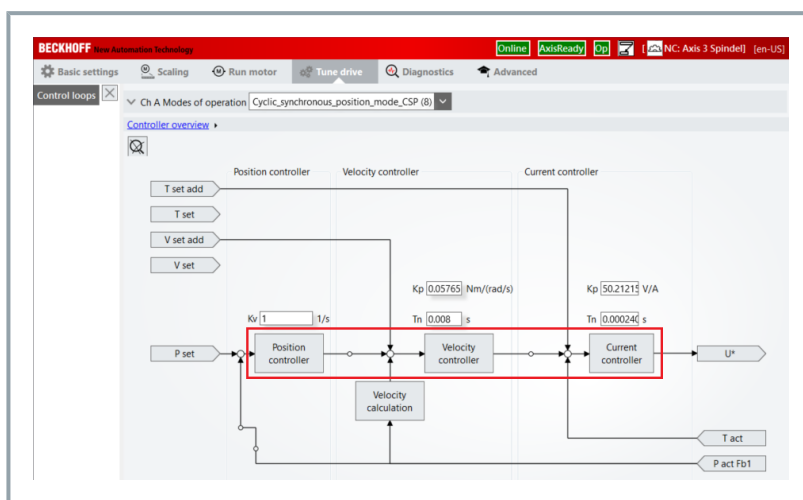 BECKHOFF New Automation Technology
Online AxisReady Op [ NC: Axis 3 Spindel] [en-US]
Basic settings Scaling Run motor Tune drive Diagnostics Advanced
Control loops
Ch A Modes of operation Cyclic_synchronous_position_mode_CSP (8)
Controller overview
Position controller Velocity controller Current controller
T set add
T set
V set add
V set
Kp 0.05765 Nm/(rad/s) Kp 50.21215 V/A
Kv 1 1/s Tn 0.008 s Tn 0.000240 s
P set
Position
controller
Velocity
controller
Current
controller
U*
Velocity
calculation
T act
P act Fb1